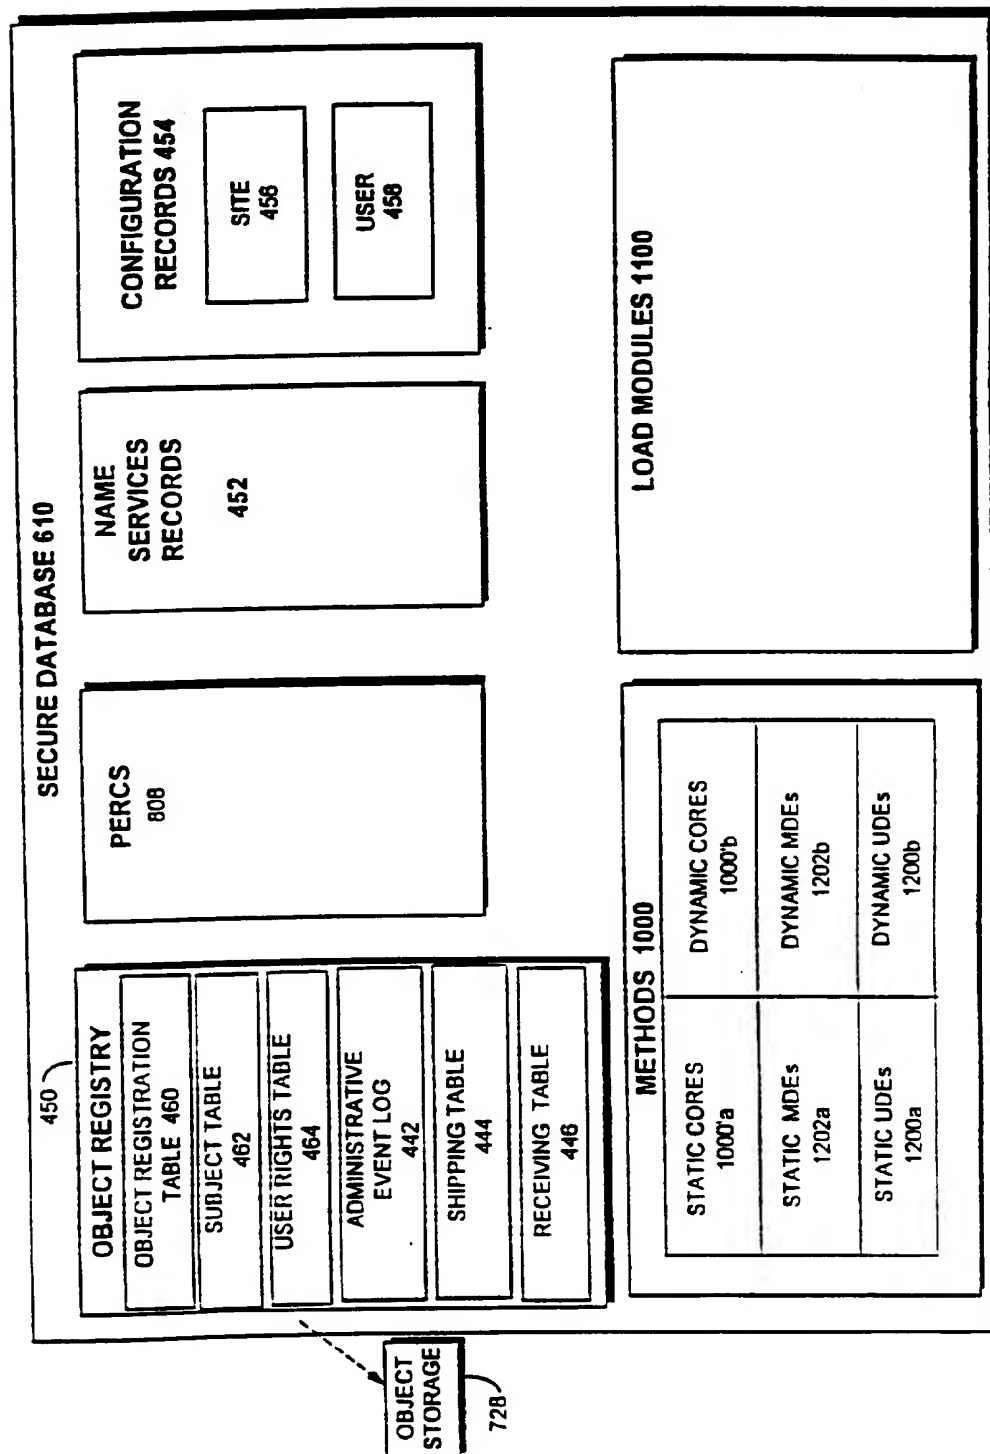 SECURE DATABASE 610
450
OBJECT REGISTRY
OBJECT REGISTRATION
TABLE 460
SUBJECT TABLE
462
USER RIGHTS TABLE
464
ADMINISTRATIVE
EVENT LOG
442
SHIPPING TABLE
444
RECEIVING TABLE
446
OBJECT
STORAGE
728
PERCS
808
NAME
SERVICES
RECORDS
452
CONFIGURATION
RECORDS 454
SITE
456
USER
458
METHODS 1000
STATIC CORES
1000'a
DYNAMIC CORES
1000'b
STATIC MDEs
1202a
DYNAMIC MDEs
1202b
STATIC UDEs
1200a
DYNAMIC UDEs
1200b
LOAD MODULES 1100